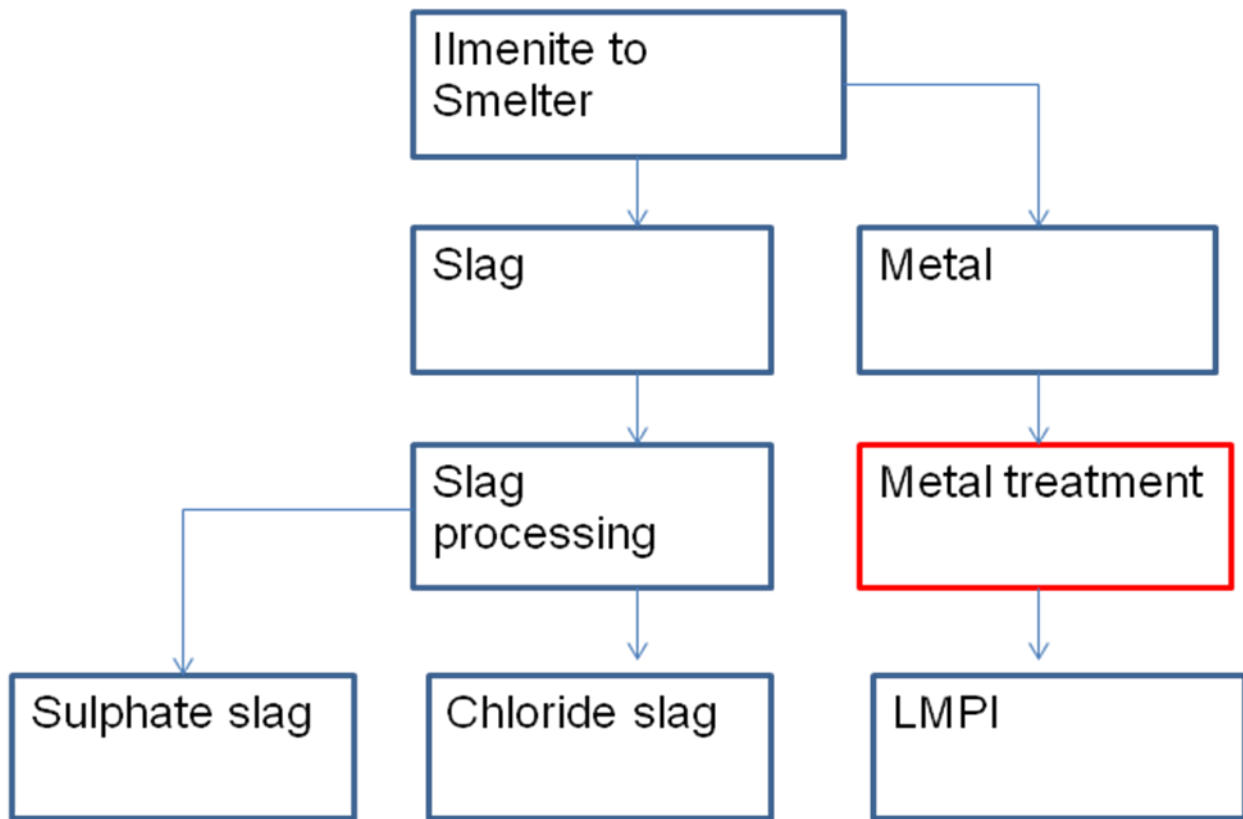 Ilmenite to
Smelter
Slag
Metal
Slag
processing
Metal treatment
Sulphate slag
Chloride slag
LMPI